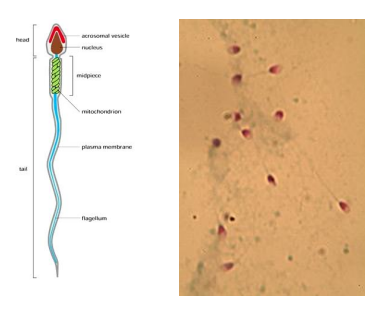 head
acrosomal vesicle
nucleus
midpiece
mitochondrion
plasma membrane
tail
flagellum